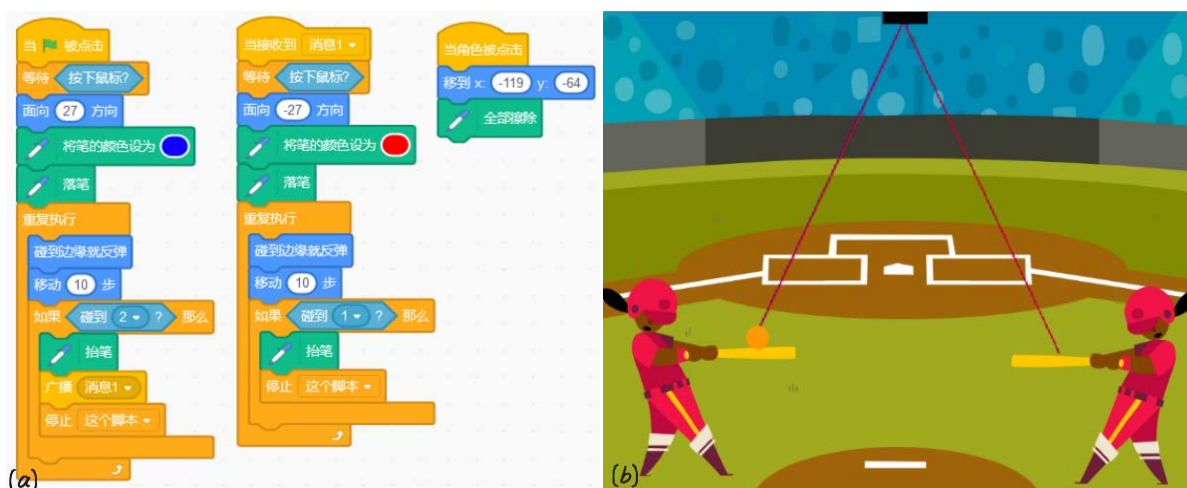 当 被点击
等待 按下鼠标?
面向 27 方向
将笔的颜色设为
落笔
重复执行
碰到边缘就反弹
移动 10 步
如果 碰到 2 ? 那么
抬笔
广播 消息1
停止 这个脚本
当接收到 消息1
等待 按下鼠标?
面向 -27 方向
将笔的颜色设为
落笔
重复执行
碰到边缘就反弹
移动 10 步
如果 碰到 1 ? 那么
抬笔
停止 这个脚本
当角色被点击
移到 x: -119 y: -64
全部擦除
(a)
(b)